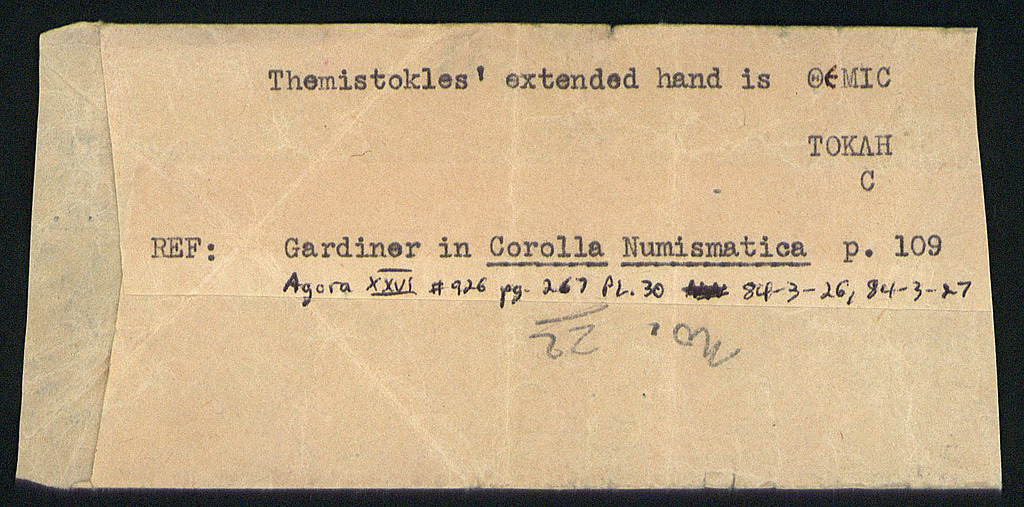 Themistokles' extended hand is ΘЄΜΙC
ΤΟΚΛΗ
C
REF: Gardiner in Corolla Numismatica p. 109
Agora XXVI #926 pg. 267 PL. 30 84-3-26, 84-3-27
No. 22